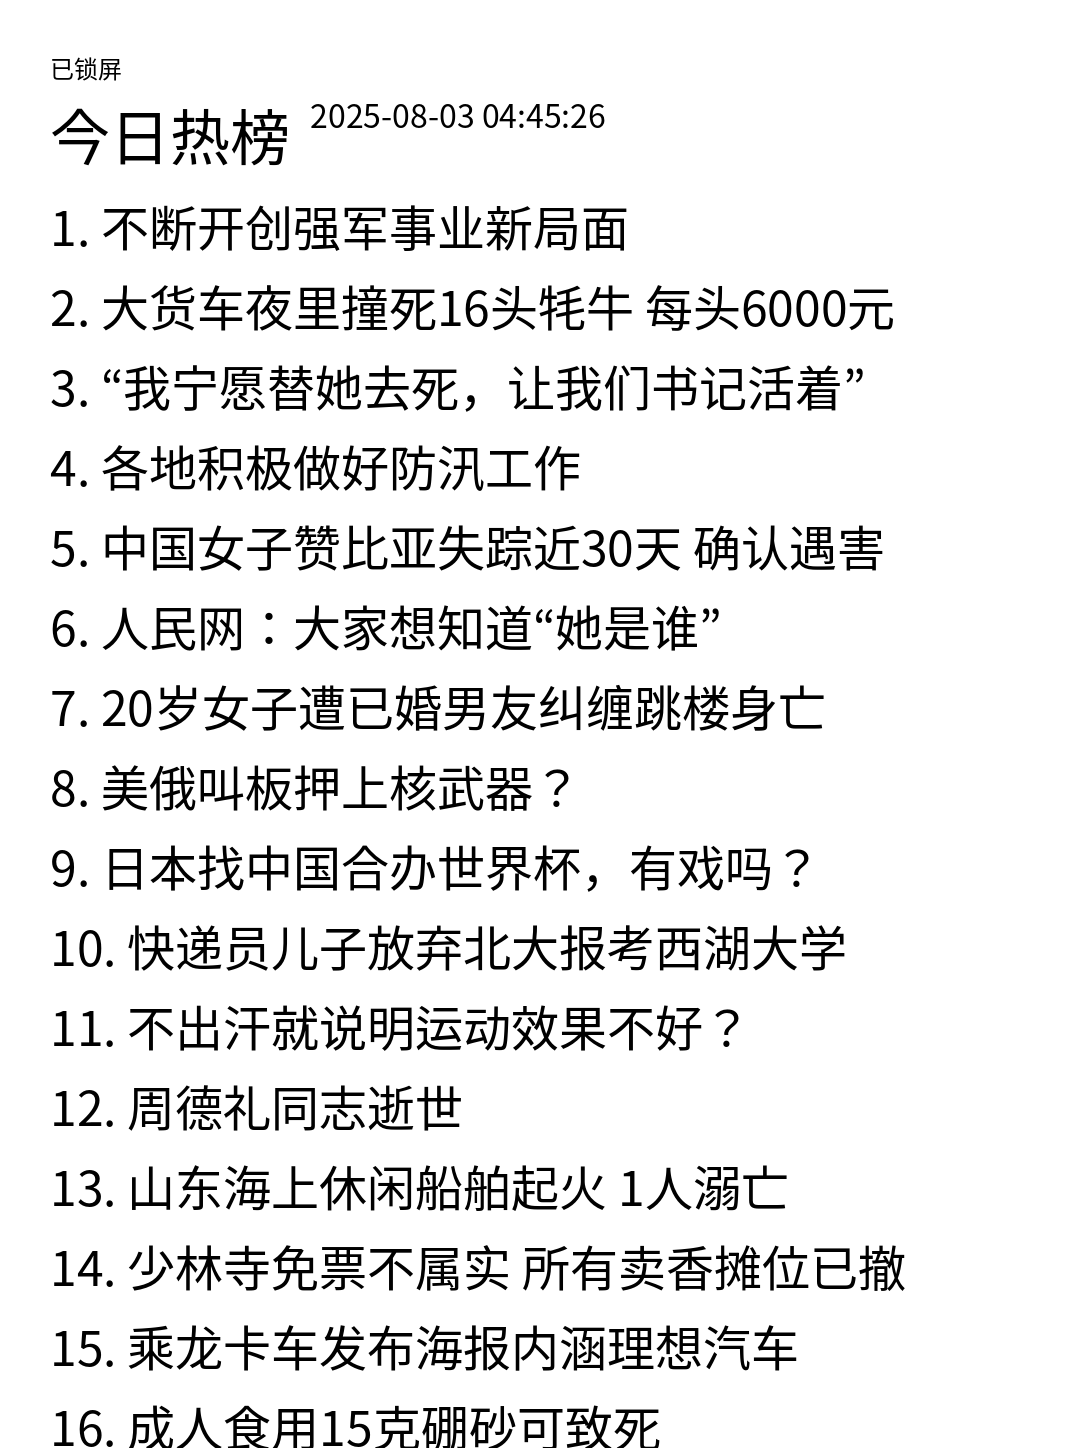 已锁屏
今日热榜 2025-08-03 04:45:26
1. 不断开创强军事业新局面
2. 大货车夜里撞死16头牦牛 每头6000元
3. “我宁愿替她去死，让我们书记活着”
4. 各地积极做好防汛工作
5. 中国女子赞比亚失踪近30天 确认遇害
6. 人民网：大家想知道“她是谁”
7. 20岁女子遭已婚男友纠缠跳楼身亡
8. 美俄叫板押上核武器？
9. 日本找中国合办世界杯，有戏吗？
10. 快递员儿子放弃北大报考西湖大学
11. 不出汗就说明运动效果不好？
12. 周德礼同志逝世
13. 山东海上休闲船舶起火 1人溺亡
14. 少林寺免票不属实 所有卖香摊位已撤
15. 乘龙卡车发布海报内涵理想汽车
16. 成人食用15克硼砂可致死